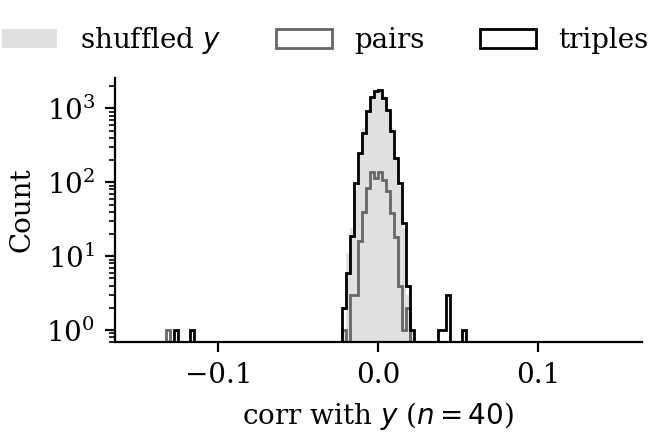 shuffled y pairs triples
Count
10³
10²
10¹
10⁰
−0.1 0.0 0.1
corr with y (n = 40)